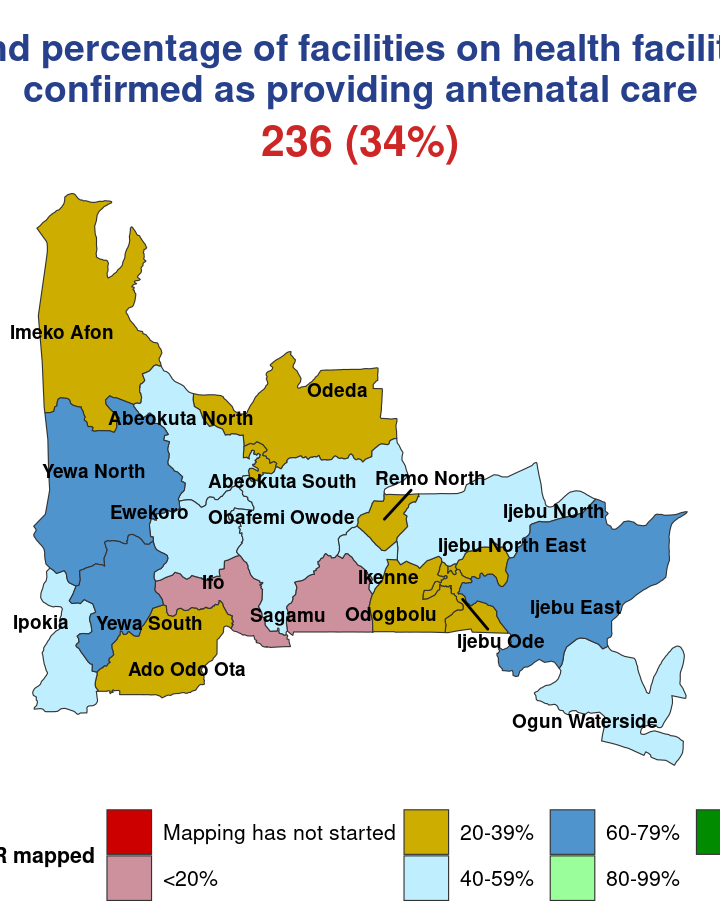 nd percentage of facilities on health facilit
confirmed as providing antenatal care
236 (34%)
Imeko Afon
Odeda
Abeokuta North
Yewa North
Abeokuta South
Remo North
Ewekoro
Obafemi Owode
Ijebu North
Ijebu North East
Ifo
Ikenne
Ipokia
Yewa South
Sagamu
Odogbolu
Ijebu East
Ijebu Ode
Ado Odo Ota
Ogun Waterside
R mapped
Mapping has not started
20-39%
60-79%
<20%
40-59%
80-99%